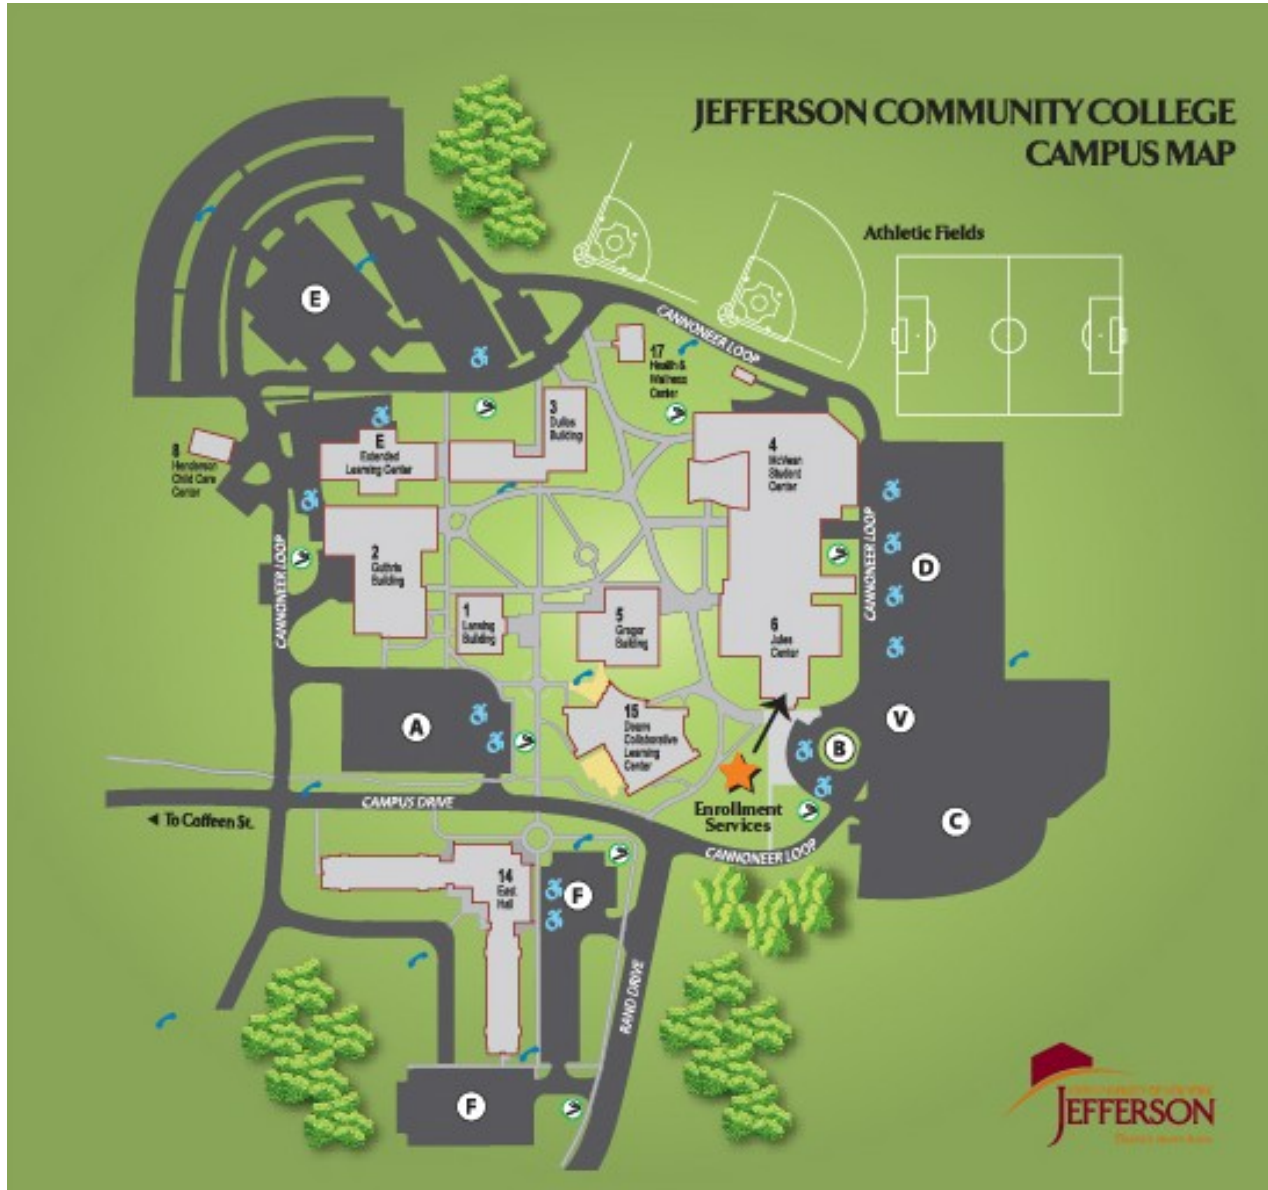 JEFFERSON COMMUNITY COLLEGE
CAMPUS MAP
Athletic Fields
CANNONEER LOOP
E
17
Health &
Wellness
Center
3
Dulles
Building
E
Extended
Learning Center
8
Henderson
Child Care
Center
4
McVean
Student
Center
CANNONEER LOOP
CANNONEER LOOP
D
2
Guthrie
Building
1
Lansing
Building
5
Gregor
Building
6
Jules
Center
A
15
Deans
Collaborative
Learning
Center
V
B
C
Enrollment
Services
CAMPUS DRIVE
To Coffeen St.
CANNONEER LOOP
14
East
Hall
F
RAND DRIVE
F
JEFFERSON